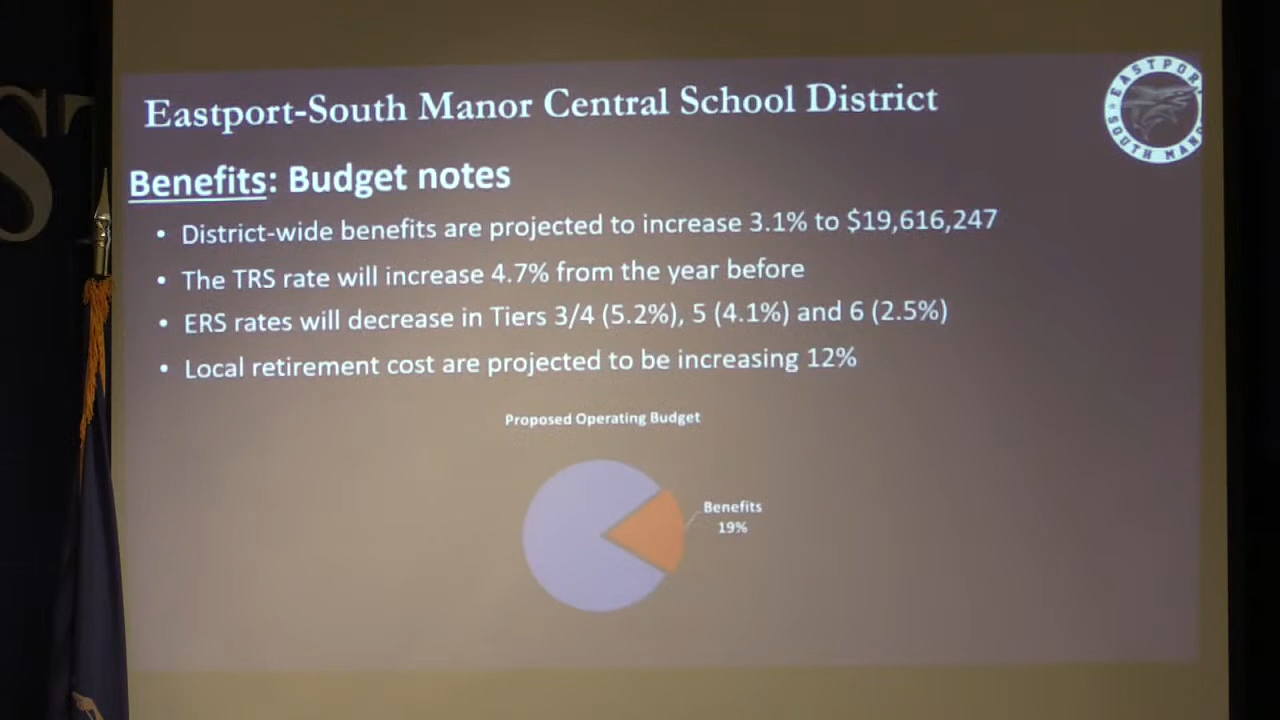 Eastport-South Manor Central School District
EASTPOR
SOUTH MAN
Benefits: Budget notes
• District-wide benefits are projected to increase 3.1% to $19,616,247
• The TRS rate will increase 4.7% from the year before
• ERS rates will decrease in Tiers 3/4 (5.2%), 5 (4.1%) and 6 (2.5%)
• Local retirement cost are projected to be increasing 12%
Proposed Operating Budget
Benefits
19%